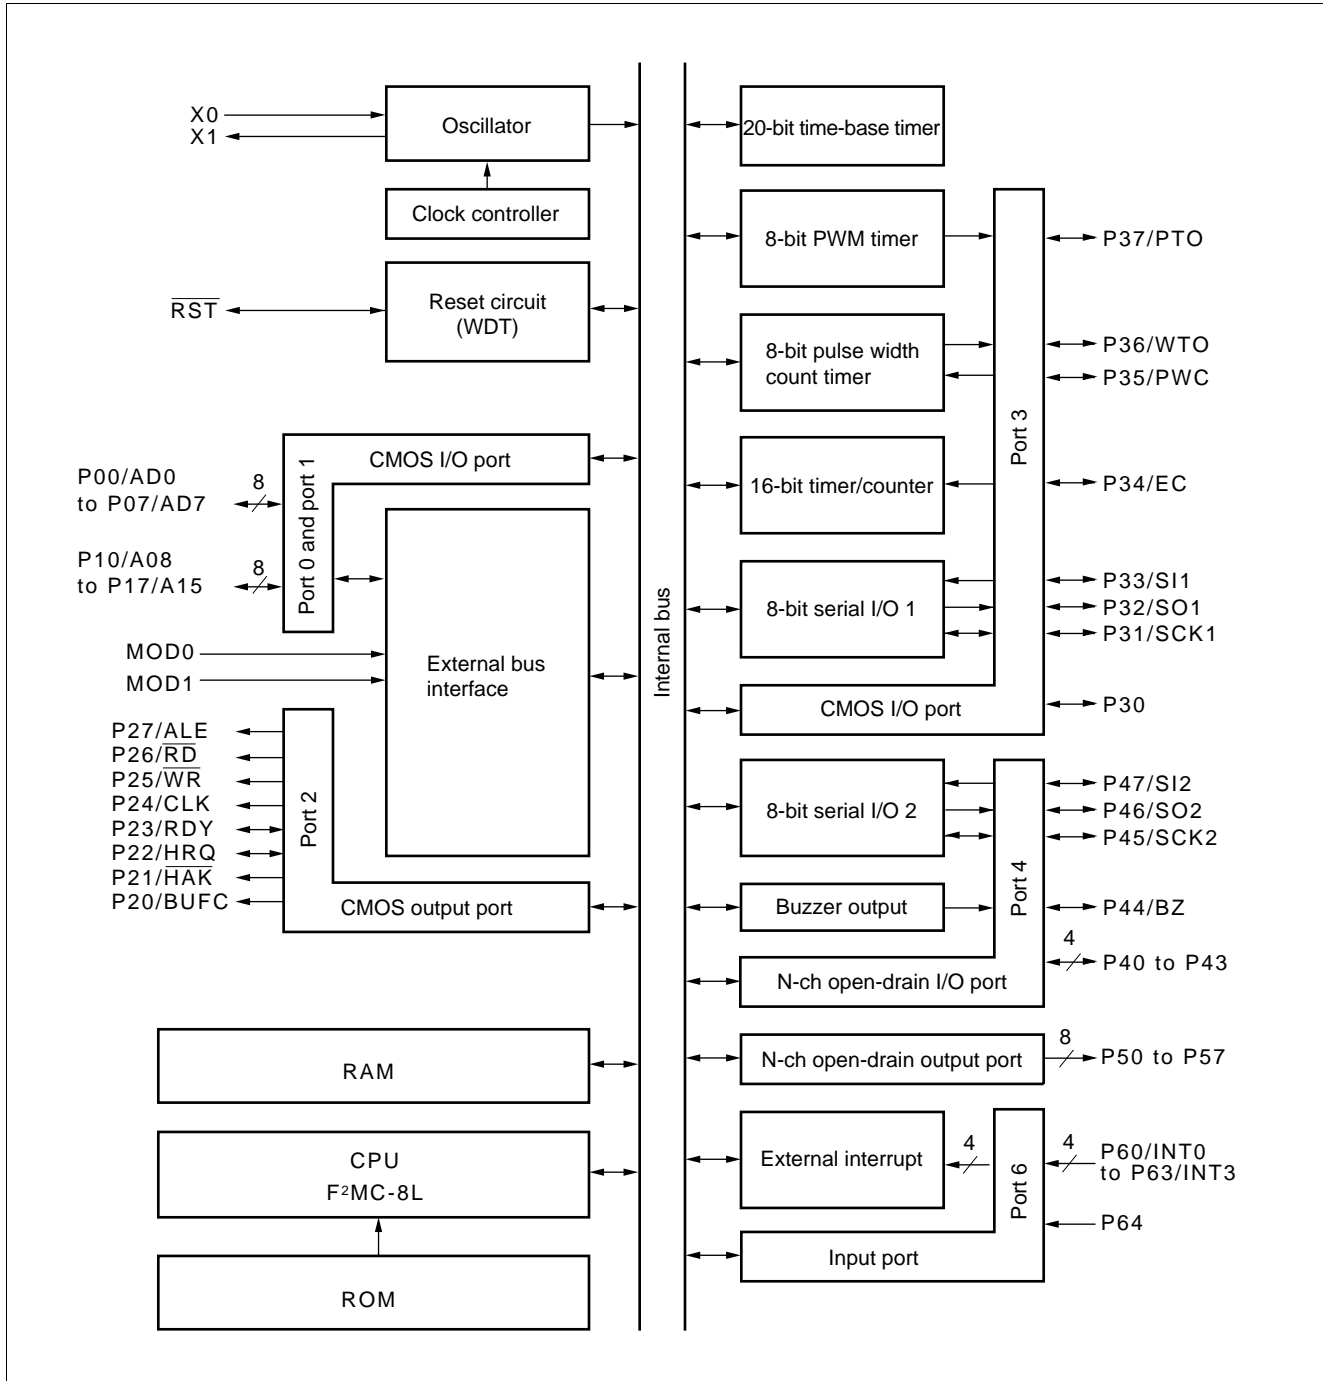 X0
X1
Oscillator
Clock controller
RST
Reset circuit
(WDT)
CMOS I/O port
Port 0 and port 1
P00/AD0
to P07/AD7
8
P10/A08
to P17/A15
8
MOD0
MOD1
External bus
interface
P27/ALE
P26/RD
P25/WR
P24/CLK
P23/RDY
P22/HRQ
P21/HAK
P20/BUFC
Port 2
CMOS output port
RAM
CPU
F²MC-8L
ROM
Internal bus
20-bit time-base timer
8-bit PWM timer
P37/PTO
8-bit pulse width
count timer
P36/WTO
P35/PWC
Port 3
16-bit timer/counter
P34/EC
8-bit serial I/O 1
P33/SI1
P32/SO1
P31/SCK1
CMOS I/O port
P30
8-bit serial I/O 2
P47/SI2
P46/SO2
P45/SCK2
Port 4
Buzzer output
P44/BZ
4
P40 to P43
N-ch open-drain I/O port
N-ch open-drain output port
8
P50 to P57
External interrupt
4
Port 6
4
P60/INT0
to P63/INT3
P64
Input port